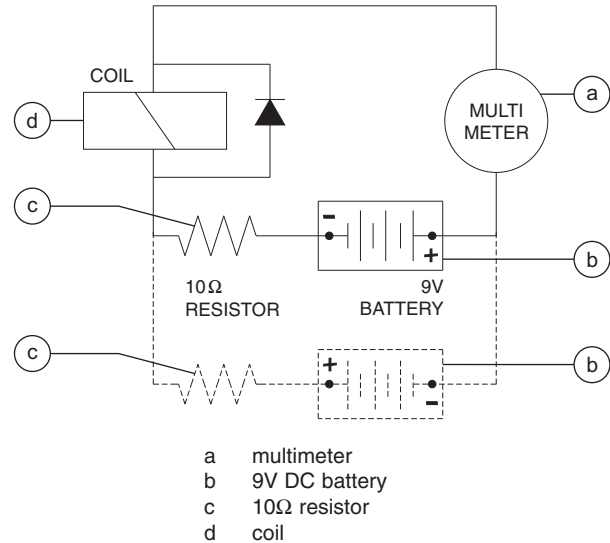 COIL
d
MULTI
METER
a
c
-
+
10Ω
RESISTOR
9V
BATTERY
b
c
+
-
b
a multimeter
b 9V DC battery
c 10Ω resistor
d coil